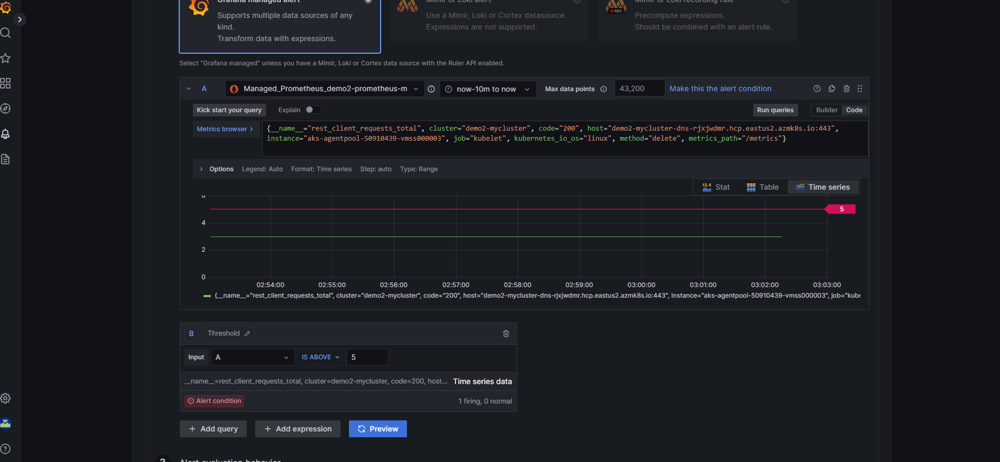 Grafana managed alert
Supports multiple data sources of any
kind.
Transform data with expressions.
Mimir or Loki alert
Use a Mimir, Loki or Cortex datasource.
Expressions are not supported.
Mimir or Loki recording rule
REC
Precompute expressions.
Should be combined with an alert rule.
Select “Grafana managed” unless you have a Mimir, Loki or Cortex data source with the Ruler API enabled.
A Managed_Prometheus_demo2-prometheus-m now-10m to now Max data points 43,200 Make this the alert condition
Kick start your query Explain Run queries Builder Code
Metrics browser >
{__name__="rest_client_requests_total", cluster="demo2-mycluster", code="200", host="demo2-mycluster-dns-rjxjwdmr.hcp.eastus2.azmk8s.io:443",
instance="aks-agentpool-50910439-vmss000003", job="kubelet", kubernetes_io_os="linux", method="delete", metrics_path="/metrics"}
Options Legend: Auto Format: Time series Step: auto Type: Range
12.4 Stat Table Time series
6
5
4
2
0
02:54:00 02:55:00 02:56:00 02:57:00 02:58:00 02:59:00 03:00:00 03:01:00 03:02:00 03:03:00
{__name__="rest_client_requests_total", cluster="demo2-mycluster", code="200", host="demo2-mycluster-dns-rjxjwdmr.hcp.eastus2.azmk8s.io:443", instance="aks-agentpool-50910439-vmss000003", job="kube
B Threshold
Input A IS ABOVE 5
__name__=rest_client_requests_total, cluster=demo2-mycluster, code=200, host... Time series data
Alert condition 1 firing, 0 normal
+ Add query + Add expression Preview
3 Alert evaluation behavior